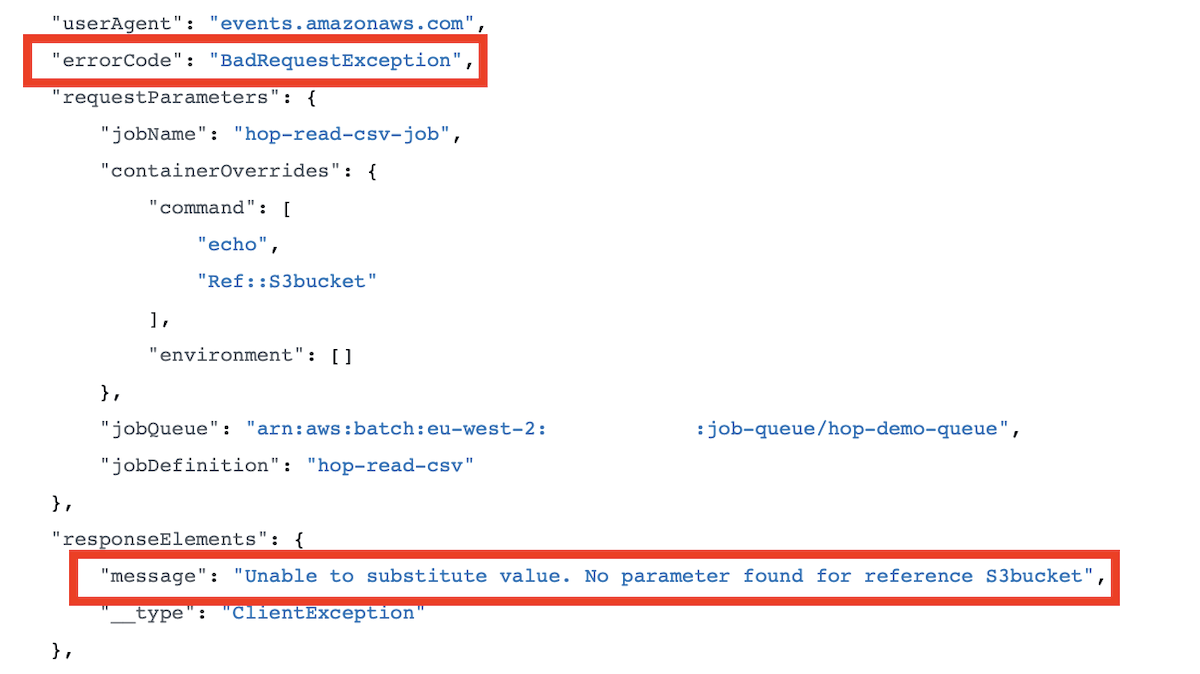 "userAgent": "events.amazonaws.com",
"errorCode": "BadRequestException",
"requestParameters": {
"jobName": "hop-read-csv-job",
"containerOverrides": {
"command": [
"echo",
"Ref::S3bucket"
],
"environment": []
},
"jobQueue": "arn:aws:batch:eu-west-2: :job-queue/hop-demo-queue",
"jobDefinition": "hop-read-csv"
},
"responseElements": {
"message": "Unable to substitute value. No parameter found for reference S3bucket",
"__type": "ClientException"
},